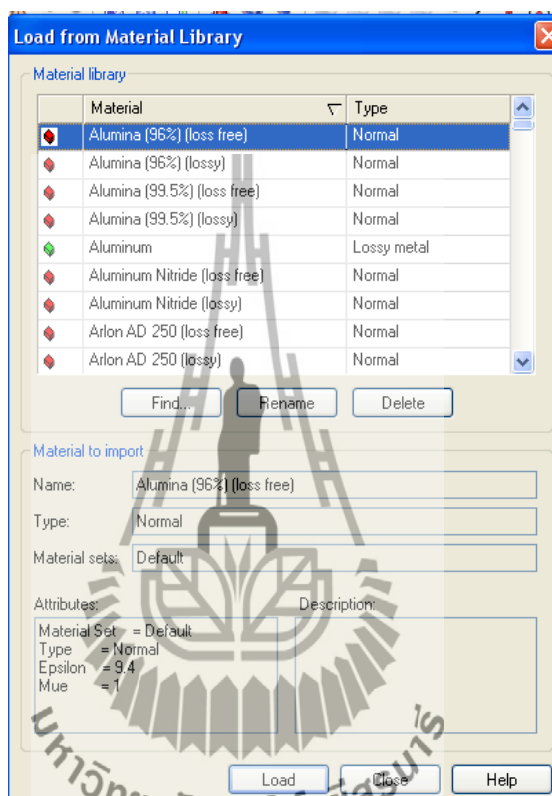 Load from Material Library
Material library
Material Type
Alumina (96%) (loss free) Normal
Alumina (96%) (lossy) Normal
Alumina (99.5%) (loss free) Normal
Alumina (99.5%) (lossy) Normal
Aluminum Lossy metal
Aluminum Nitride (loss free) Normal
Aluminum Nitride (lossy) Normal
Arlon AD 250 (loss free) Normal
Arlon AD 250 (lossy) Normal
Find... Rename Delete
Material to import
Name: Alumina (96%) (loss free)
Type: Normal
Material sets: Default
Attributes: Description:
Material Set = Default
Type = Normal
Epsilon = 9.4
Mue = 1
Load Close Help